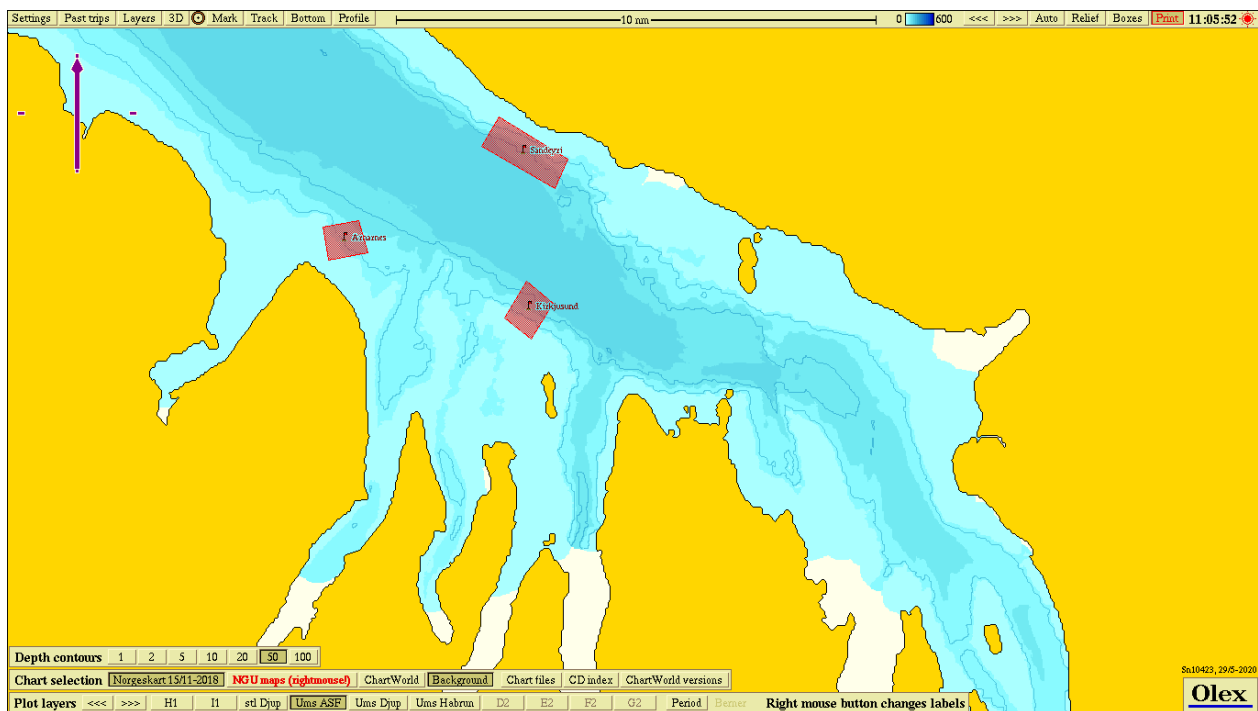 Settings Past trips Layers 3D Mark Track Bottom Profile 10 nm 0 600 <<< >>> Auto Relief Boxes Print 11:05:52
Sandeyri
Arnarnes
Kirkjusund
Depth contours 1 2 5 10 20 50 100
Chart selection Norgeskart 15/11-2018 NGU maps (rightmouse!) ChartWorld Background Chart files CD index ChartWorld versions
Sn10423, 29/5-2020
Olex
Plot layers <<< >>> H1 I1 stl Djup Ums ASF Ums Djup Ums Habrun D2 E2 F2 G2 Period Berner Right mouse button changes labels